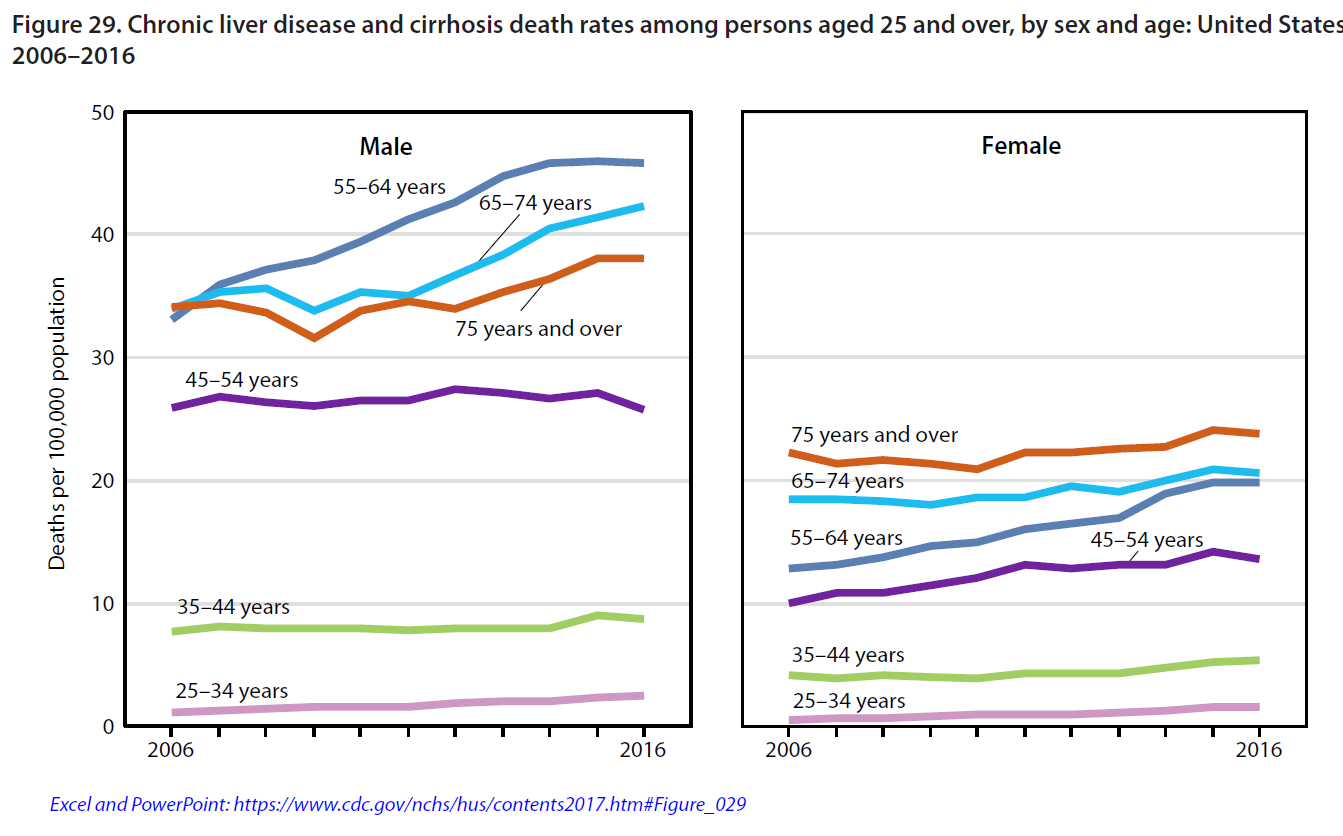 Figure 29. Chronic liver disease and cirrhosis death rates among persons aged 25 and over, by sex and age: United States
2006–2016
Deaths per 100,000 population
50
40
30
20
10
0
Male
55–64 years
65–74 years
75 years and over
45–54 years
35–44 years
25–34 years
2006
2016
Female
75 years and over
65–74 years
55–64 years
45–54 years
35–44 years
25–34 years
2006
2016
Excel and PowerPoint: https://www.cdc.gov/nchs/hus/contents2017.htm#Figure_029